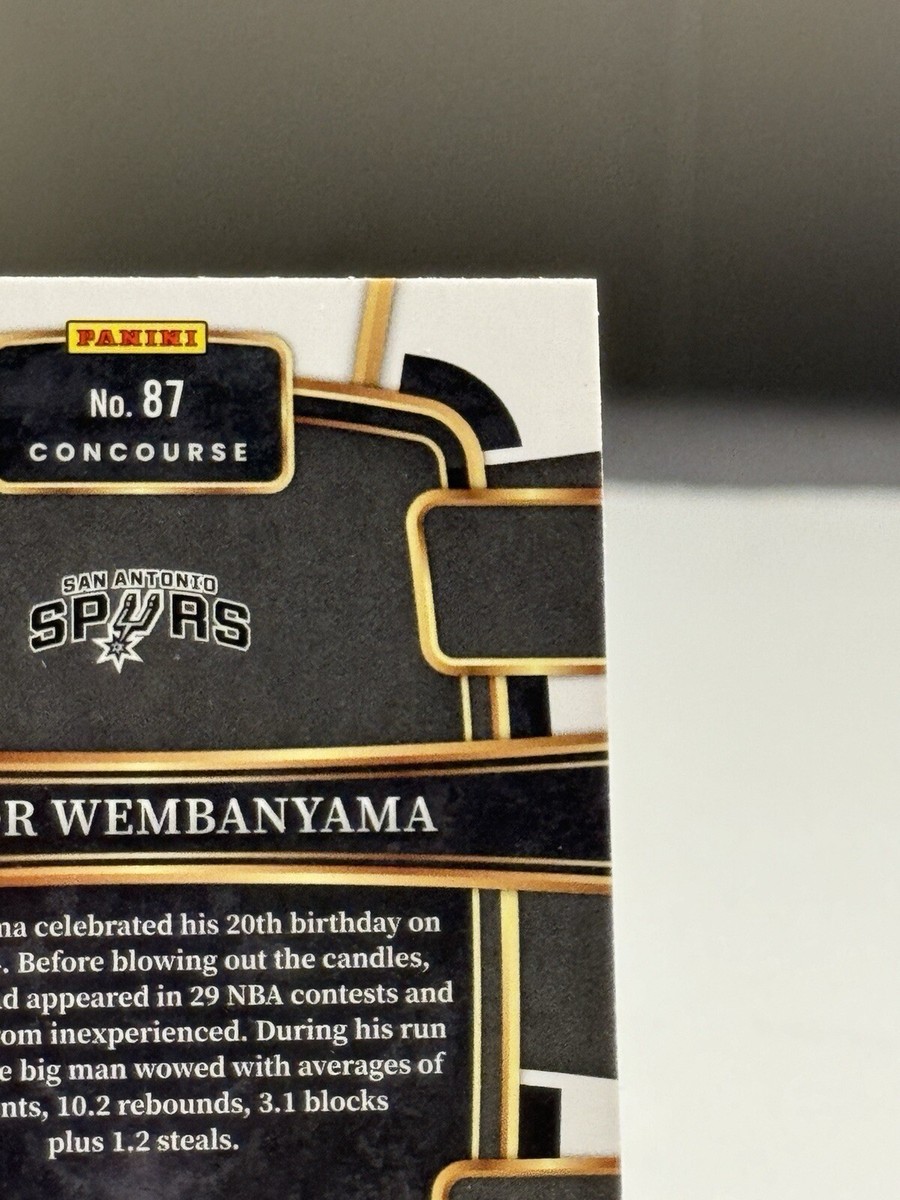 PANINI
No. 87
CONCOURSE
SAN ANTONIO
SPURS
R WEMBANYAMA
na celebrated his 20th birthday on
. Before blowing out the candles,
d appeared in 29 NBA contests and
om inexperienced. During his run
e big man wowed with averages of
nts, 10.2 rebounds, 3.1 blocks
plus 1.2 steals.